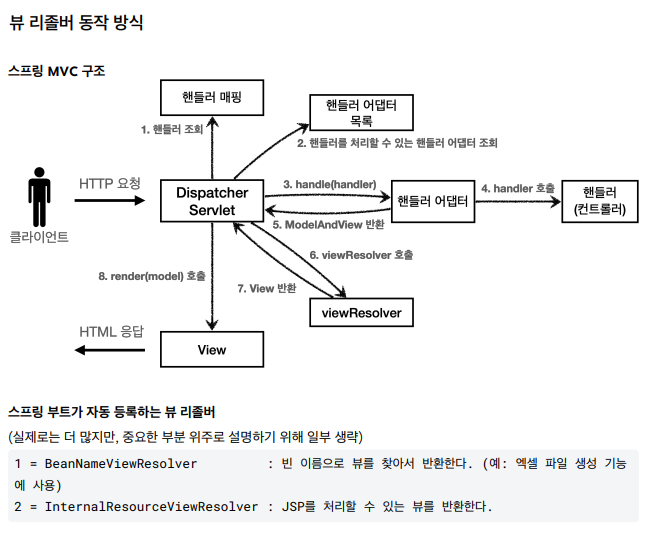 뷰 리졸버 동작 방식
스프링 MVC 구조
핸들러 매핑
핸들러 어댑터
목록
1. 핸들러 조회
2. 핸들러를 처리할 수 있는 핸들러 어댑터 조회
HTTP 요청
Dispatcher
Servlet
3. handle(handler)
핸들러 어댑터
4. handler 호출
핸들러
(컨트롤러)
클라이언트
5. ModelAndView 반환
6. viewResolver 호출
8. render(model) 호출
7. View 반환
viewResolver
HTML 응답
View
스프링 부트가 자동 등록하는 뷰 리졸버
(실제로는 더 많지만, 중요한 부분 위주로 설명하기 위해 일부 생략)
1 = BeanNameViewResolver : 빈 이름으로 뷰를 찾아서 반환한다. (예: 엑셀 파일 생성 기능
에 사용)
2 = InternalResourceViewResolver : JSP를 처리할 수 있는 뷰를 반환한다.